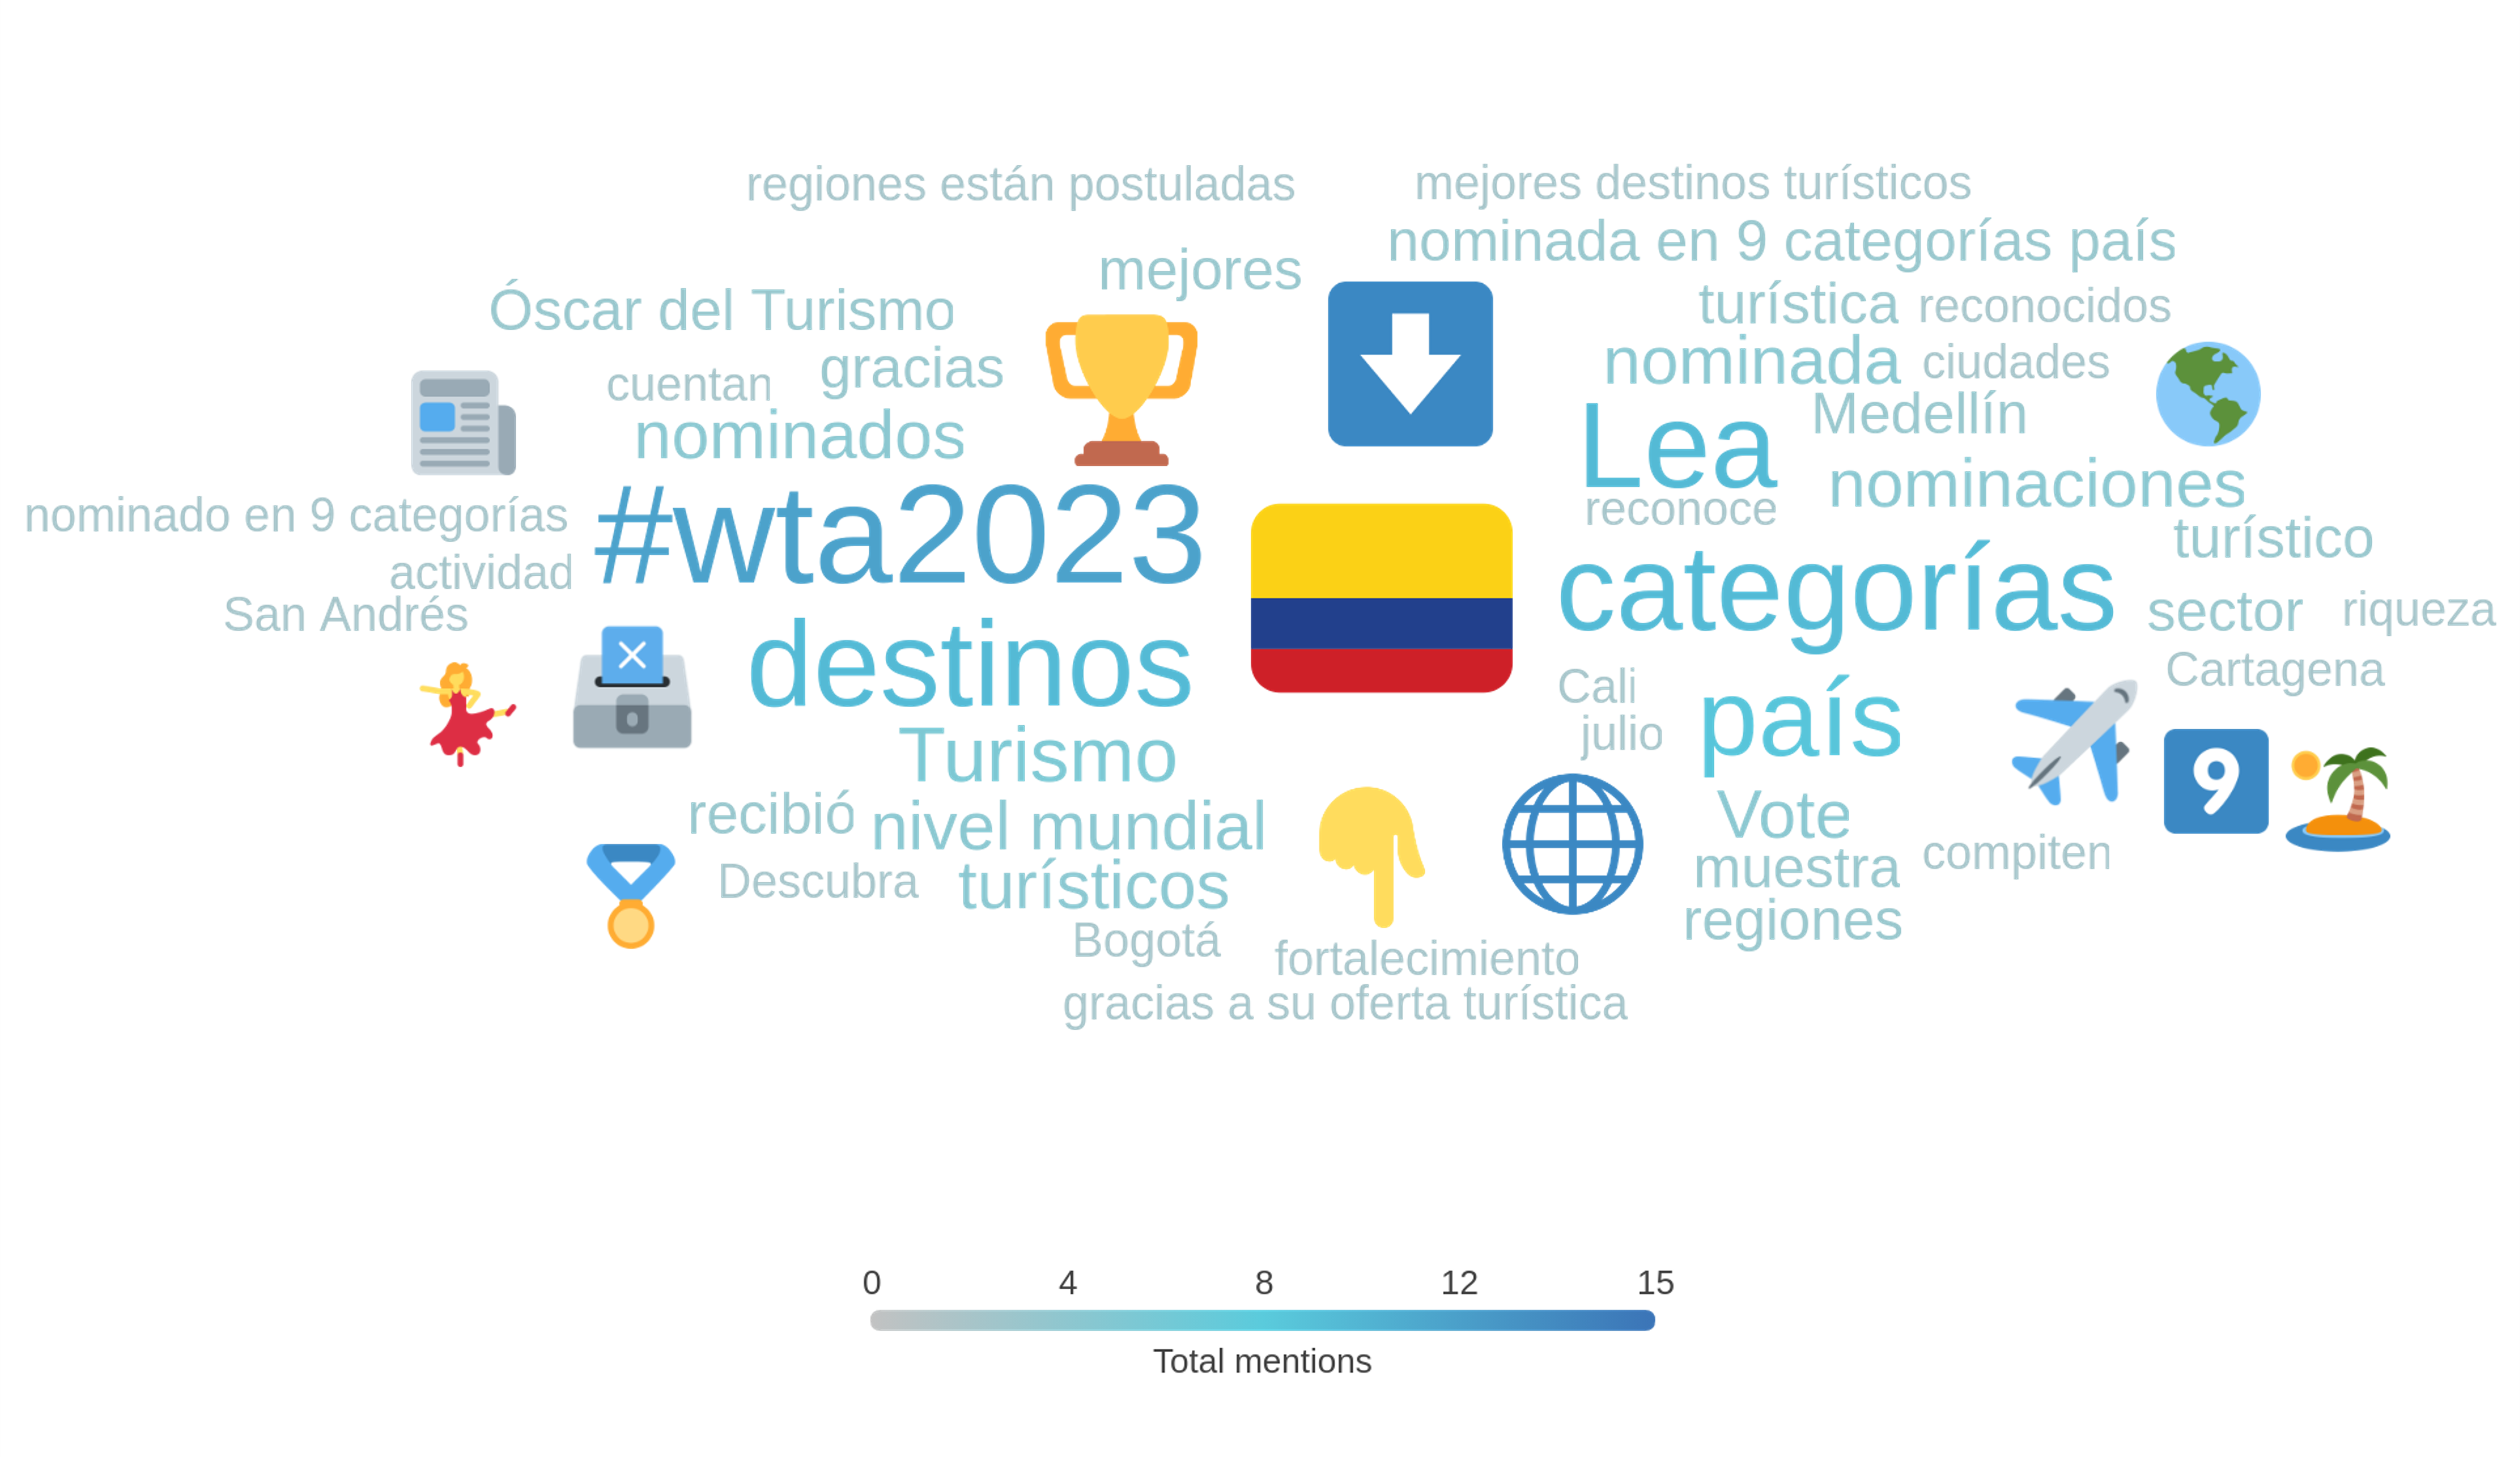 regiones están postuladas
mejores destinos turísticos
nominada en 9 categorías país
mejores
Óscar del Turismo
turística
reconocidos
gracias
nominada
ciudades
cuentan
Medellín
nominados
Lea
nominaciones
reconoce
nominado en 9 categorías
#wta2023
turístico
actividad
categorías
San Andrés
sector
riqueza
destinos
Cali
Cartagena
julio
país
Turismo
9
recibió
nivel mundial
Vote
muestra
compiten
Descubra
turísticos
regiones
Bogotá
fortalecimiento
gracias a su oferta turística
0 4 8 12 15
Total mentions